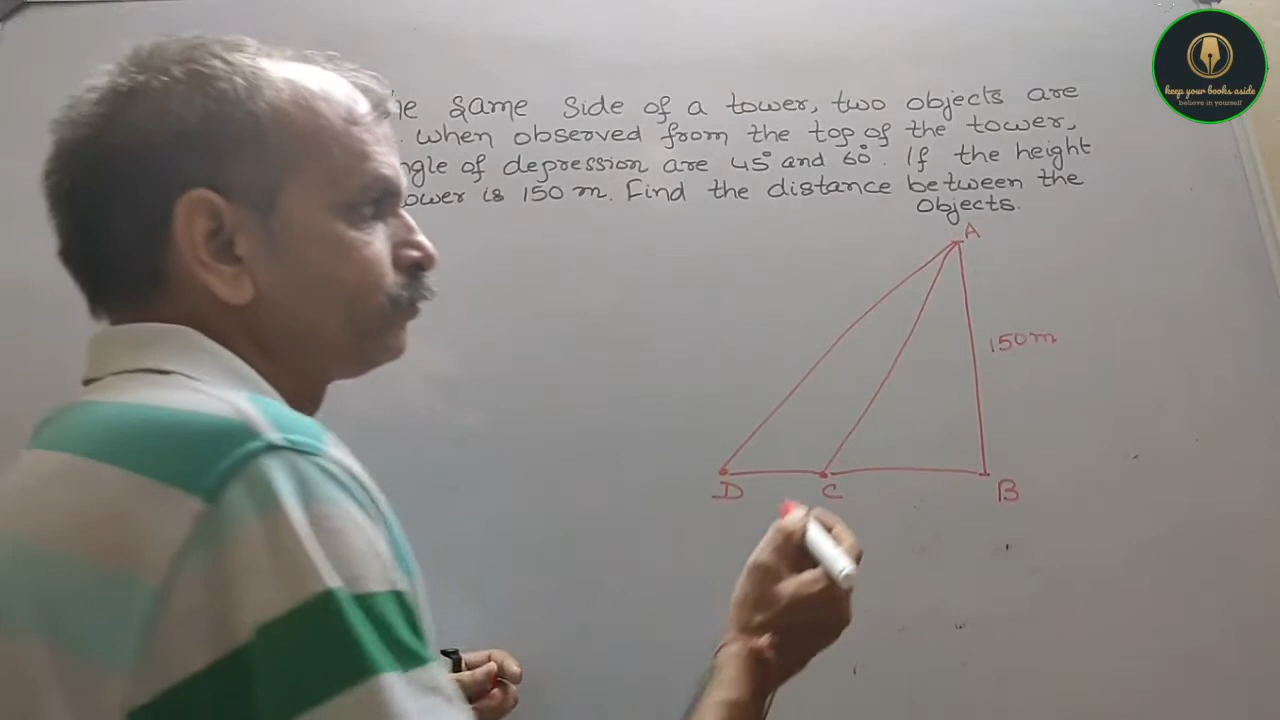 same side of a tower, two objects are
when observed from the top of the tower,
of depression are 45° and 60°. If the height
is 150 m. Find the distance between the
objects.
A
150m
D C B
keep your books aside
believe in yourself